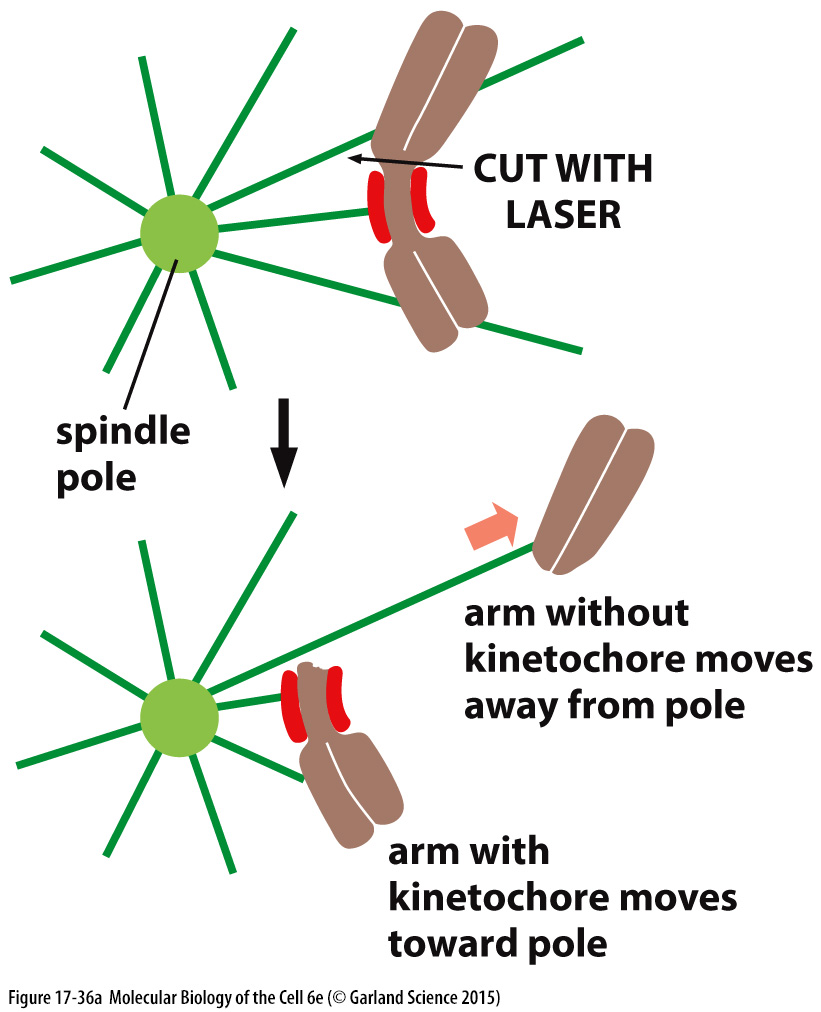 CUT WITH
LASER
spindle
pole
arm without
kinetochore moves
away from pole
arm with
kinetochore moves
toward pole
Figure 17-36a Molecular Biology of the Cell 6e (© Garland Science 2015)